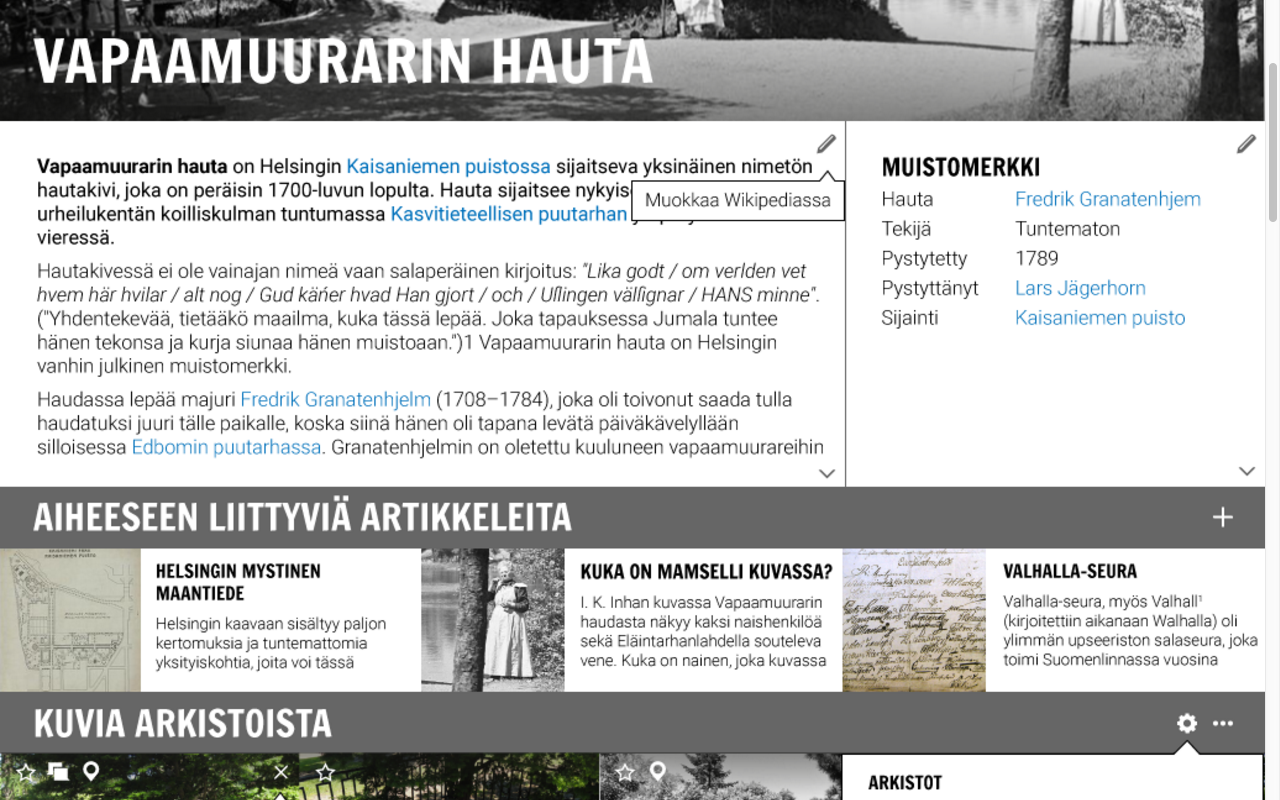 VAPAAMUURARIN HAUTA
Vapaamuurarin hauta on Helsingin Kaisaniemen puistossa sijaitseva yksinäinen nimetön
hautakivi, joka on peräisin 1700-luvun lopulta. Hauta sijaitsee
urheilukentän koilliskulman tuntumassa Kasvitieteellisen puutarhan
vieressä.
Muokkaa Wikipediassa
Hautakivessä ei ole vainajan nimeä vaan salaperäinen kirjoitus: "Lika godt / om verlden vet
hvem här hvilar / alt nog / Gud käńer hvad Han gjort / och / Uſlingen välſignar / HANS minne".
("Yhdentekevää, tietääkö maailma, kuka tässä lepää. Joka tapauksessa Jumala tuntee
hänen tekonsa ja kurja siunaa hänen muistoaan.")1 Vapaamuurarin hauta on Helsingin
vanhin julkinen muistomerkki.
Haudassa lepää majuri Fredrik Granatenhjelm (1708–1784), joka oli toivonut saada tulla
haudatuksi juuri tälle paikalle, koska siinä hänen oli tapana levätä päiväkävelyllään
silloisessa Edbomin puutarhassa. Granatenhjelmin on oletettu kuuluneen vapaamuurareihin
MUISTOMERKKI
Hauta Fredrik Granatenhjem
Tekijä Tuntematon
Pystytetty 1789
Pystyttänyt Lars Jägerhorn
Sijainti Kaisaniemen puisto
AIHEESEEN LIITTYVIÄ ARTIKKELEITA
HELSINGIN MYSTINEN
MAANTIEDE
Helsingin kaavaan sisältyy paljon
kertomuksia ja tuntemattomia
yksityiskohtia, joita voi tässä
KUKA ON MAMSELLI KUVASSA?
I. K. Inhan kuvassa Vapaamuurarin
haudasta näkyy kaksi naishenkilöä
sekä Eläintarhanlahdella souteleva
vene. Kuka on nainen, joka kuvassa
VALHALLA-SEURA
Valhalla-seura, myös Valhall¹
(kirjoitettiin aikanaan Walhalla) oli
ylimmän upseeriston salaseura, joka
toimi Suomenlinnassa vuosina
KUVIA ARKISTOISTA
ARKISTOT